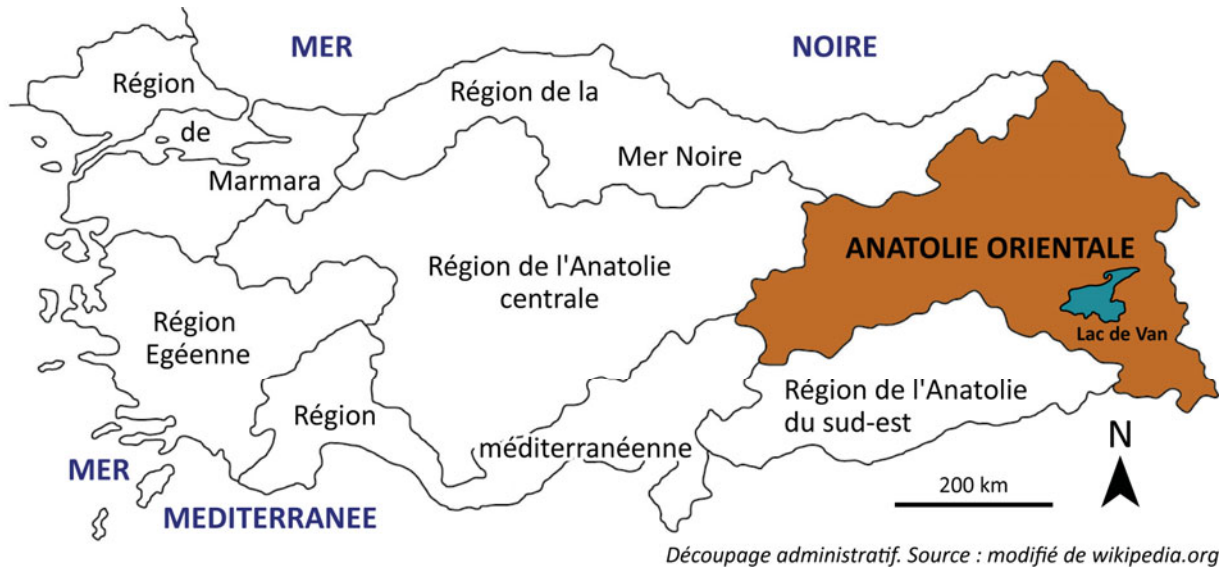 MER NOIRE
Région
de
Marmara
Région de la
Mer Noire
ANATOLIE ORIENTALE
Région de l'Anatolie
centrale
Lac de Van
Région
Egéenne
Région
méditerranéenne
Région de l'Anatolie
du sud-est
N
MER
MEDITERRANEE
200 km
Découpage administratif. Source : modifié de wikipedia.org